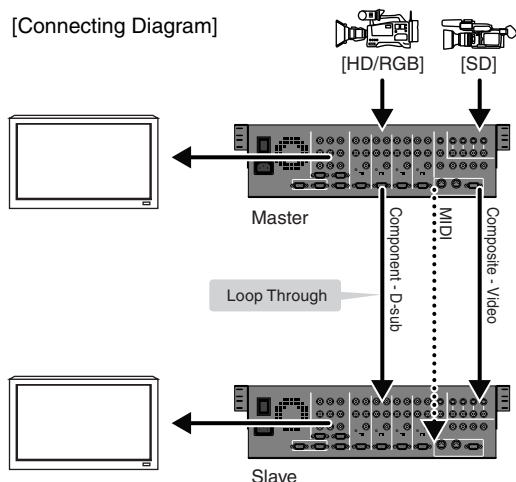 [Connecting Diagram]
[HD/RGB]
[SD]
Master
Component - D-sub
MIDI
Composite - Video
Loop Through
Slave